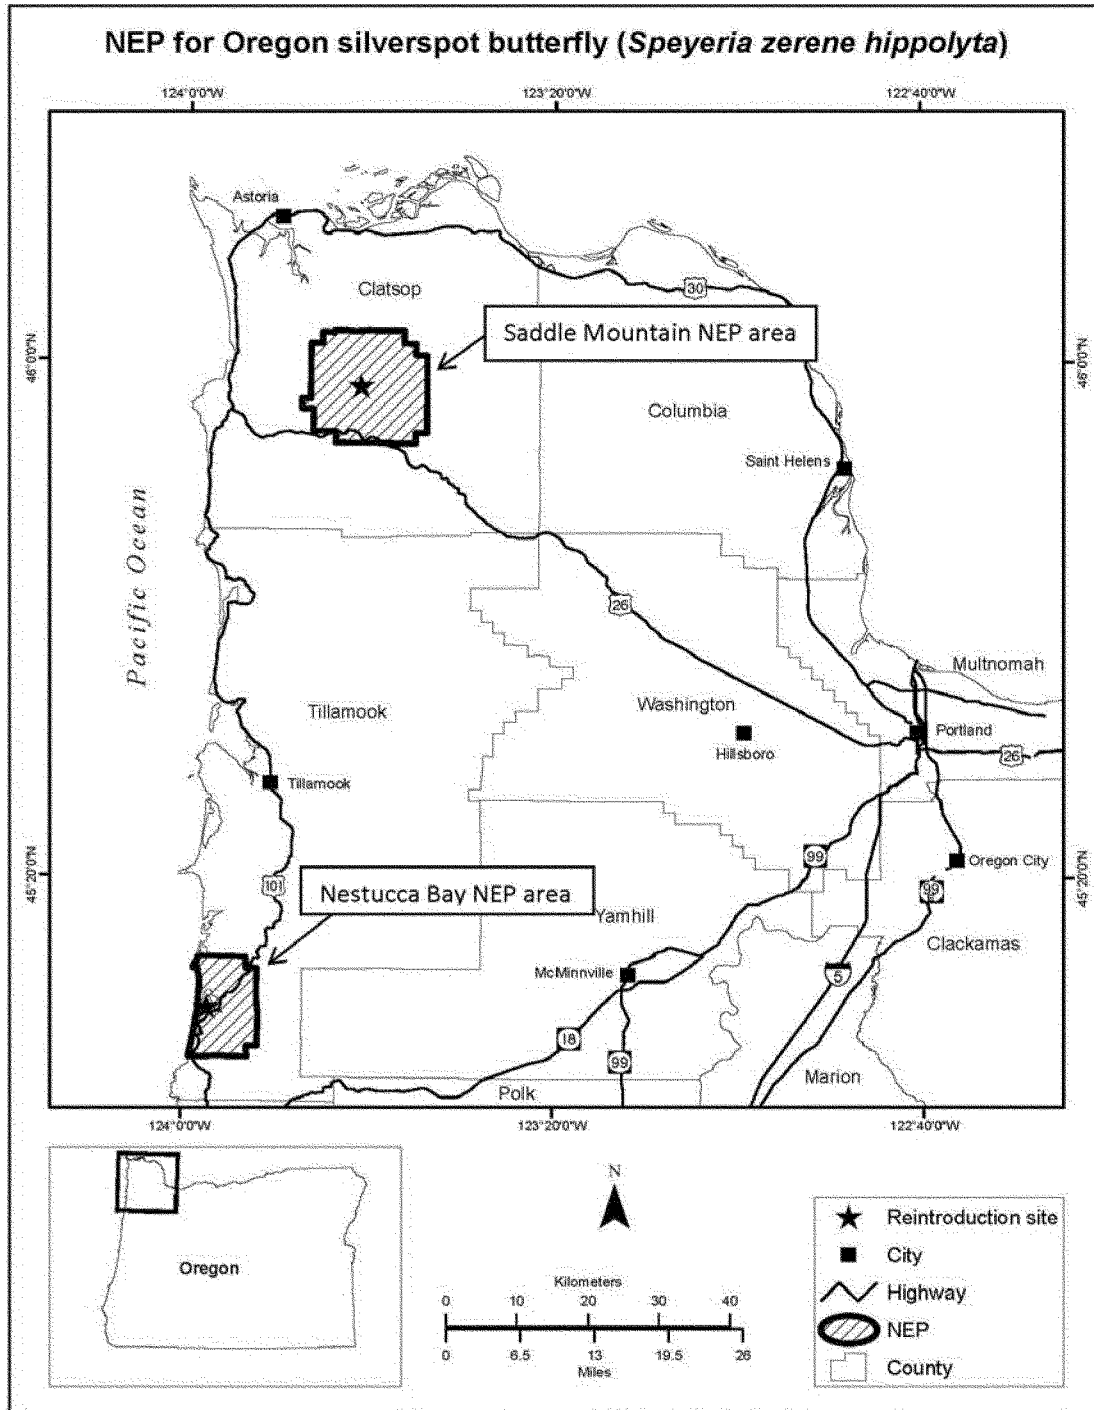 NEP for Oregon silverspot butterfly (Speyeria zerene hippolyta)
124°0'0"W
123°20'0"W
122°40'0"W
Astoria
Clatsop
30
Saddle Mountain NEP area
46°0'0"N
46°0'0"N
Columbia
Saint Helens
Pacific Ocean
26
Multnomah
Washington
Tillamook
Portland
Hillsboro
26
Tillamook
99
Oregon City
45°20'0"N
45°20'0"N
101
Nestucca Bay NEP area
99
Yamhill
Clackamas
McMinnville
5
18
99
Marion
Polk
124°0'0"W
123°20'0"W
122°40'0"W
Oregon
N
Kilometers
0 10 20 30 40
0 6.5 13 19.5 26
Miles
Reintroduction site
City
Highway
NEP
County